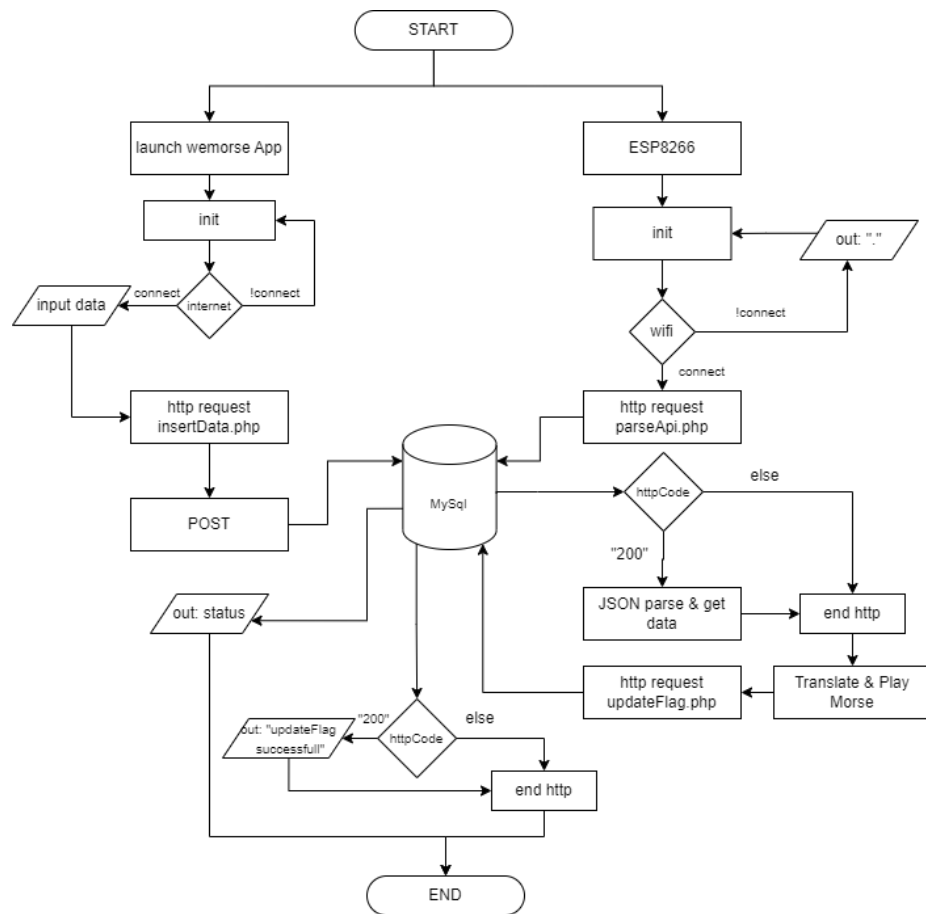 START
launch wemorse App
ESP8266
init
init
out: "."
input data
connect
internet
!connect
wifi
!connect
connect
http request
insertData.php
http request
parseApi.php
MySql
httpCode
else
POST
"200"
out: status
JSON parse & get
data
end http
http request
updateFlag.php
Translate & Play
Morse
out: "updateFlag
successfull"
"200"
httpCode
else
end http
END